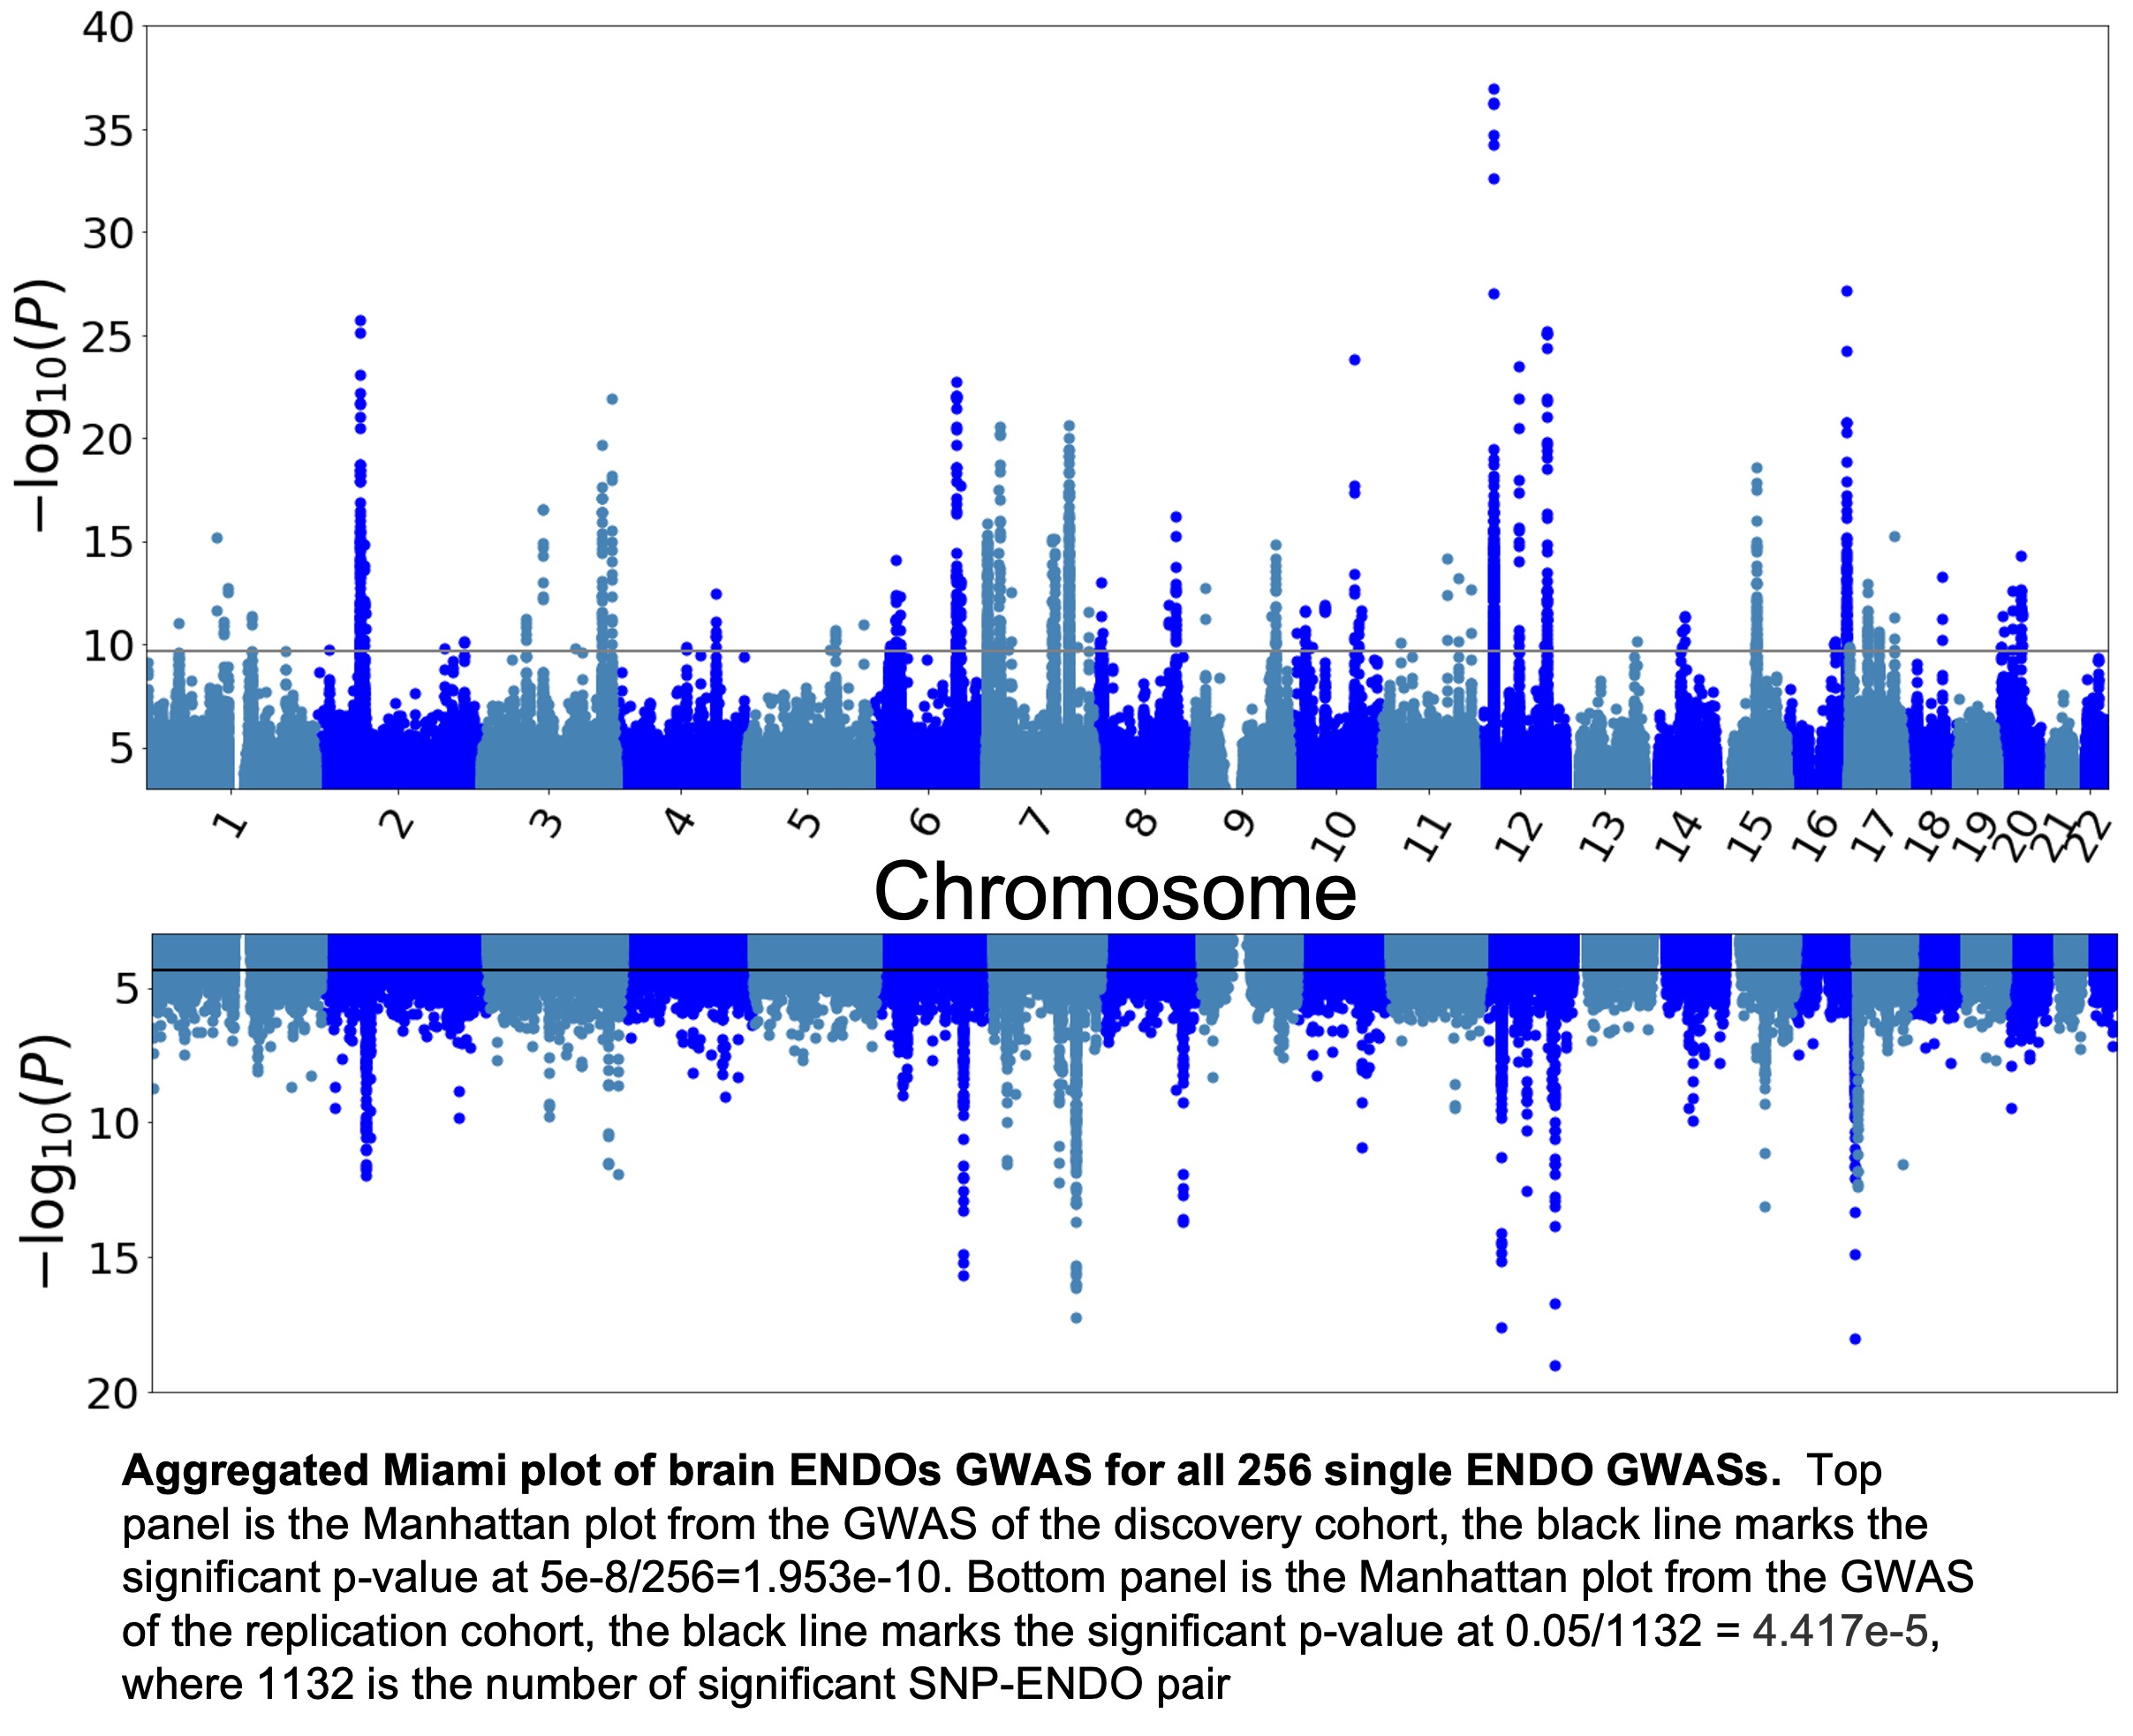 40
35
30
25
20
15
10
5
−log₁₀(P)
1 2 3 4 5 6 7 8 9 10 11 12 13 14 15 16 17 18 19 20 21 22
Chromosome
5
10
15
20
−log₁₀(P)
Aggregated Miami plot of brain ENDOs GWAS for all 256 single ENDO GWASs. Top
panel is the Manhattan plot from the GWAS of the discovery cohort, the black line marks the
significant p-value at 5e-8/256=1.953e-10. Bottom panel is the Manhattan plot from the GWAS
of the replication cohort, the black line marks the significant p-value at 0.05/1132 = 4.417e-5,
where 1132 is the number of significant SNP-ENDO pair